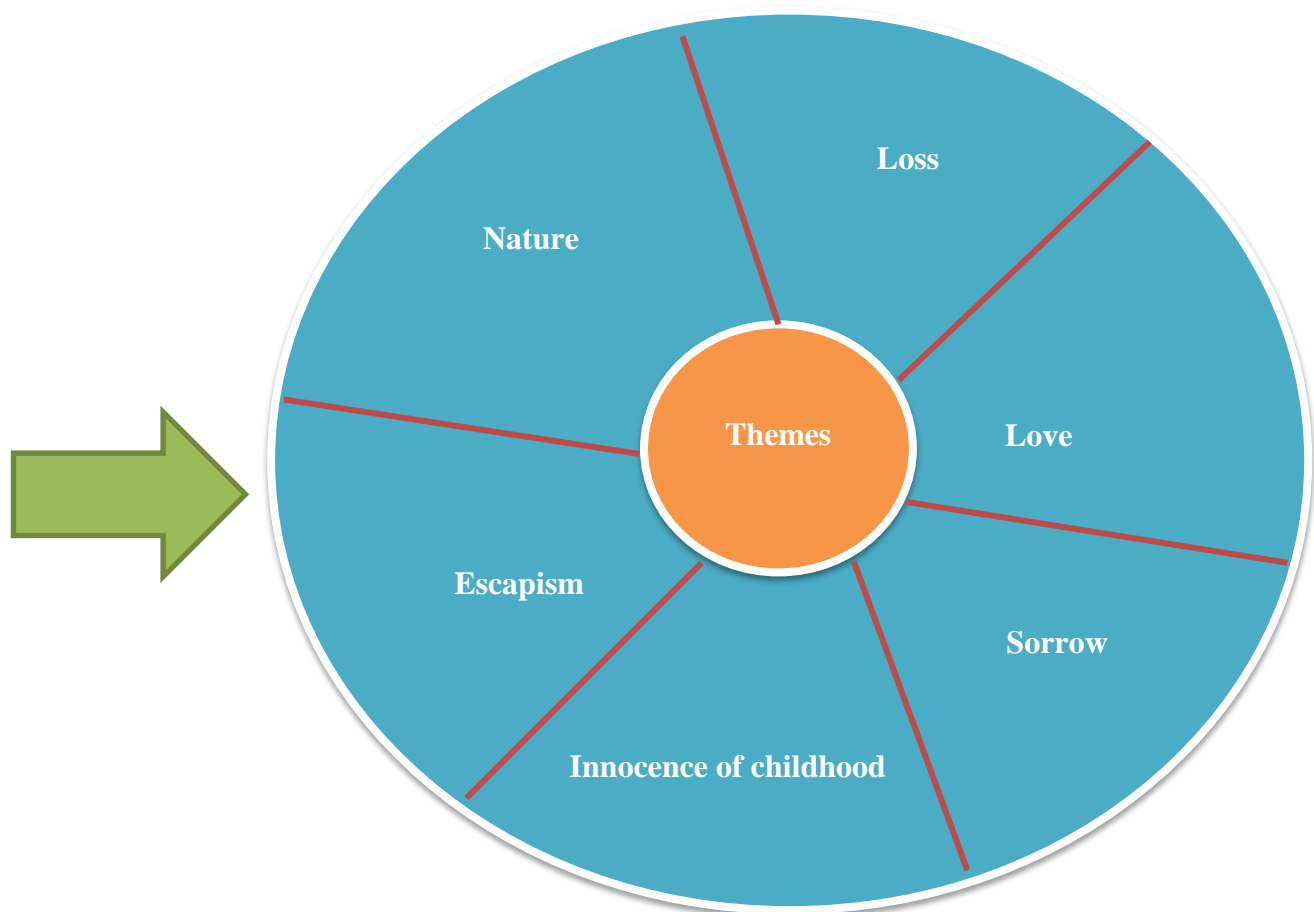 Loss
Nature
Themes
Love
Escapism
Sorrow
Innocence of childhood